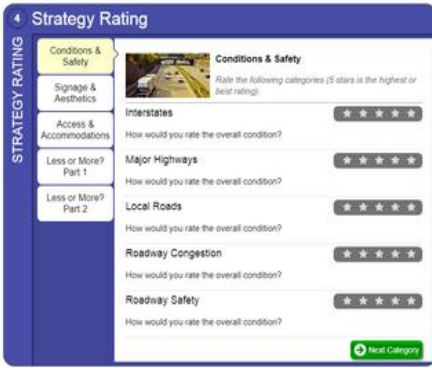 4 Strategy Rating
STRATEGY RATING
Conditions &
Safety
Signage &
Aesthetics
Access &
Accommodations
Less or More?
Part 1
Less or More?
Part 2
Conditions & Safety
Rate the following categories (5 stars is the highest or
best rating).
Interstates
How would you rate the overall condition?
Major Highways
How would you rate the overall condition?
Local Roads
How would you rate the overall condition?
Roadway Congestion
How would you rate the overall condition?
Roadway Safety
How would you rate the overall condition?
Next Category